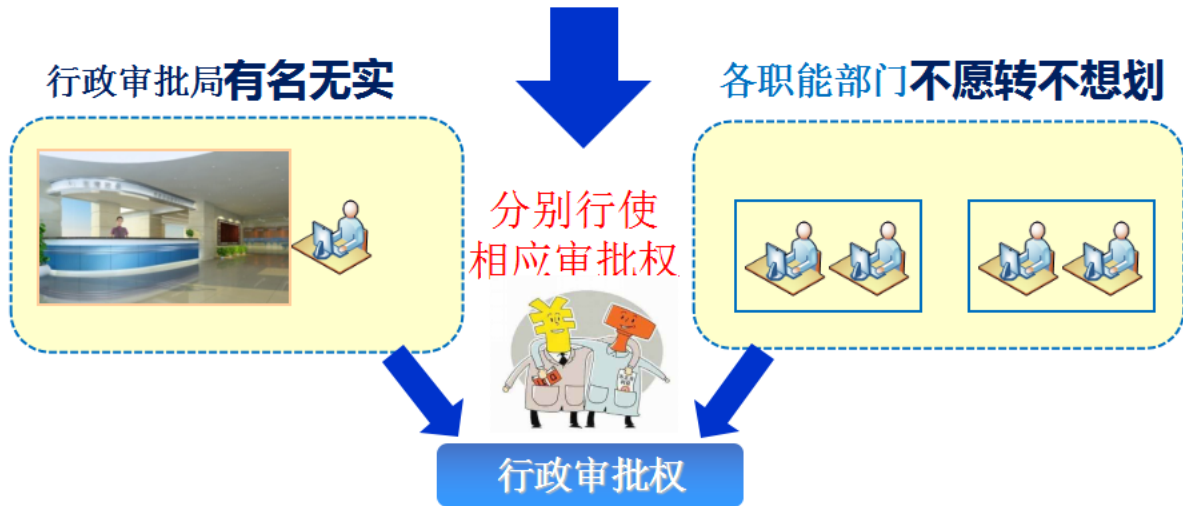 行政审批局有名无实
各职能部门不愿转不想划
分别行使
相应审批权
行政审批权